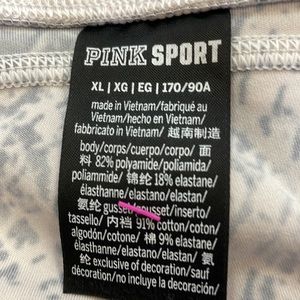 PINK SPORT
XL | XG | EG | 170/90A
made in Vietnam/fabriqué au
Vietnam/hecho en Vietnam/
fabbricato in Vietnam/ 越南制造
body/corps/cuerpo/corpo/ 面
料 82% polyamide/poliamida/
poliammide/ 锦纶 18% elastane/
élasthanne/elastano/elastan/
氨纶 gusset/gousset/inserto/
tassello/ 内裆 91% cotton/coton/
algodón/cotone/ 棉 9% elastane/
élasthanne/elastano/elastan/ 氨
纶 exclusive of decoration/sauf
décoration/no incluye la decoración/